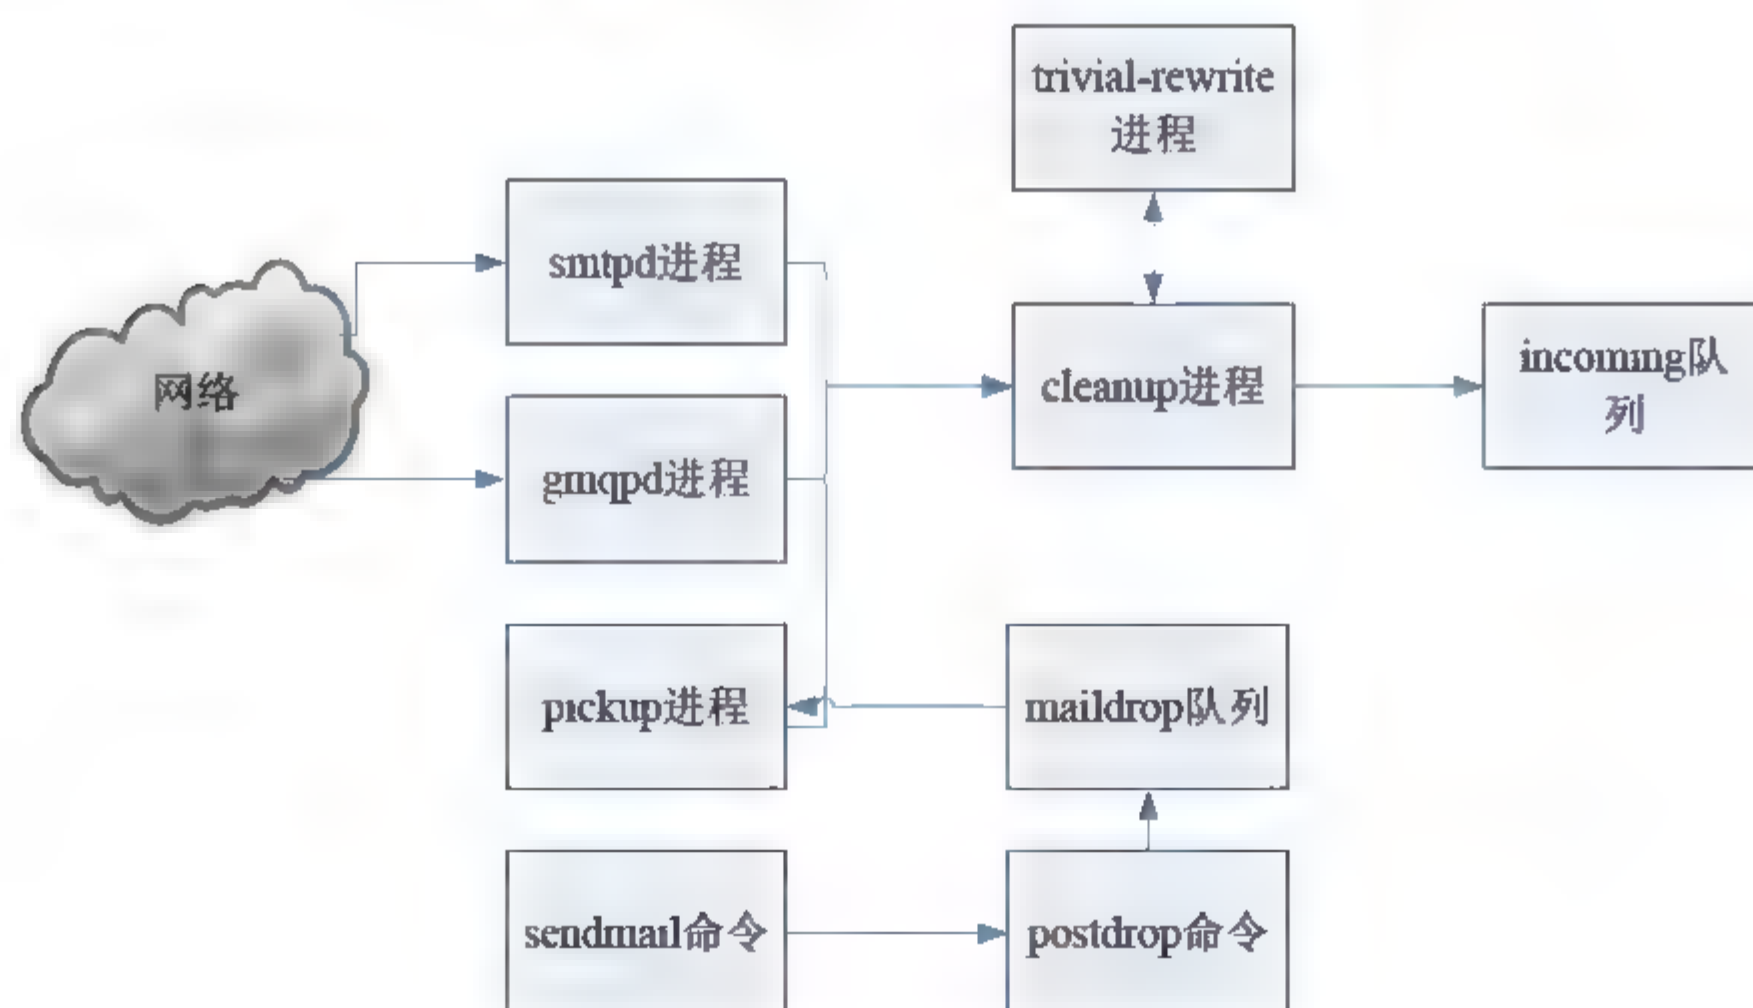 trivial-rewrite
进程
smtpd进程
网络
cleanup进程
incoming队
列
gmqpd进程
pickup进程
maildrop队列
sendmail命令
postdrop命令